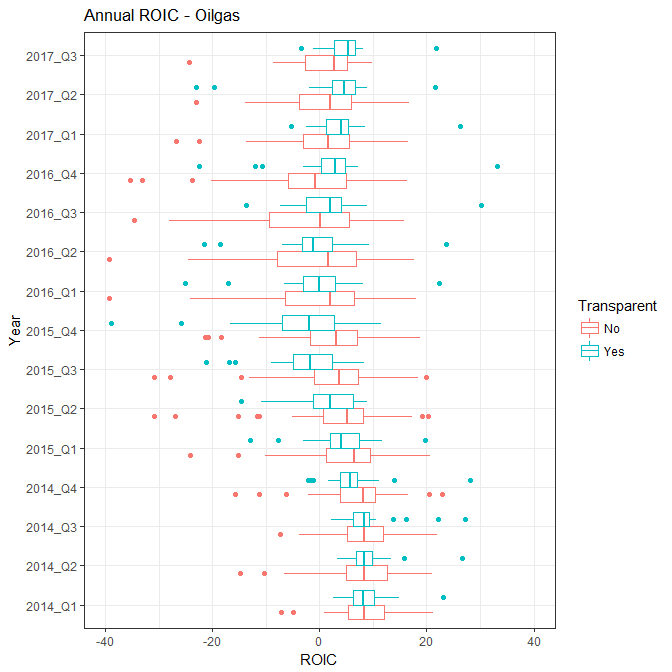 Annual ROIC - Oilgas
2017_Q3
2017_Q2
2017_Q1
2016_Q4
2016_Q3
2016_Q2
2016_Q1
2015_Q4
2015_Q3
2015_Q2
2015_Q1
2014_Q4
2014_Q3
2014_Q2
2014_Q1
Year
-40 -20 0 20 40
ROIC
Transparent
No
Yes